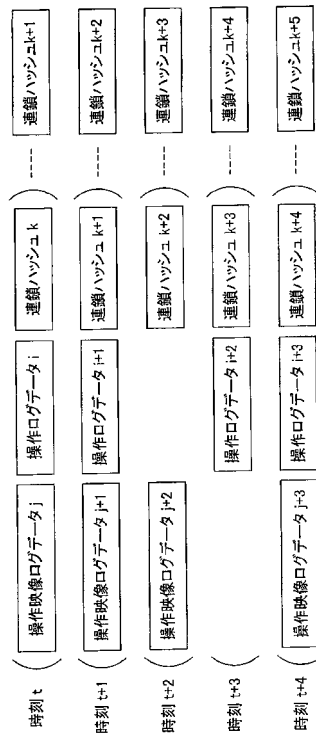 時刻 t ( 操作映像ログデータ j 操作ログデータ i 連鎖ハッシュ k ) ---- 連鎖ハッシュ k+1
時刻 t+1 ( 操作映像ログデータ j+1 操作ログデータ i+1 連鎖ハッシュ k+1 ) ---- 連鎖ハッシュ k+2
時刻 t+2 ( 操作映像ログデータ j+2 連鎖ハッシュ k+2 ) ---- 連鎖ハッシュ k+3
時刻 t+3 ( 操作ログデータ i+2 連鎖ハッシュ k+3 ) ---- 連鎖ハッシュ k+4
時刻 t+4 ( 操作映像ログデータ j+3 操作ログデータ i+3 連鎖ハッシュ k+4 ) ---- 連鎖ハッシュ k+5